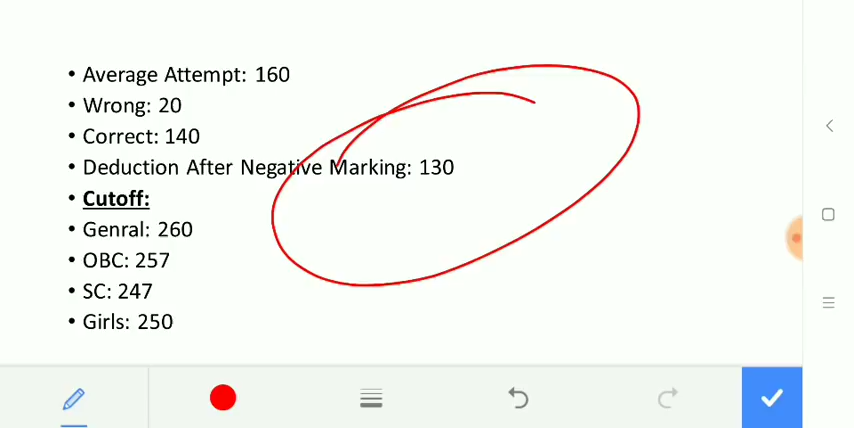 • Average Attempt: 160
• Wrong: 20
• Correct: 140
• Deduction After Negative Marking: 130
• Cutoff:
• Genral: 260
• OBC: 257
• SC: 247
• Girls: 250